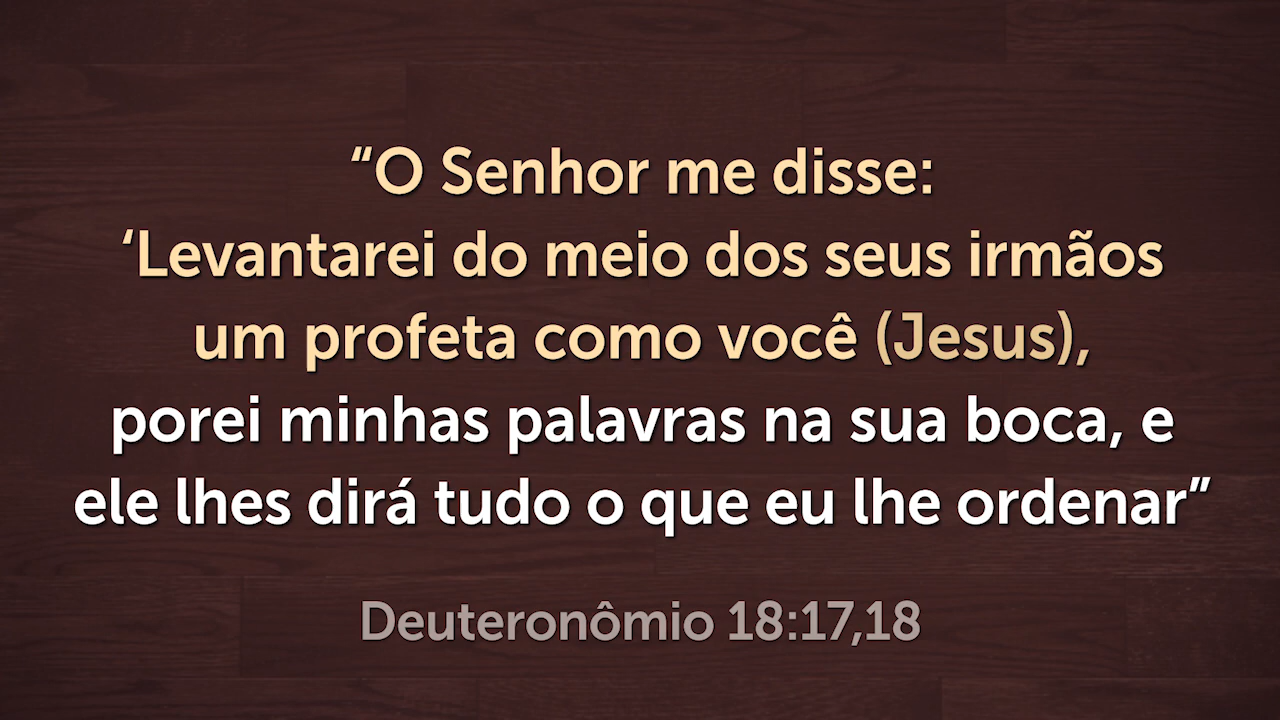 “O Senhor me disse:
‘Levantarei do meio dos seus irmãos
um profeta como você (Jesus),
porei minhas palavras na sua boca, e
ele lhes dirá tudo o que eu lhe ordenar”
Deuteronômio 18:17,18